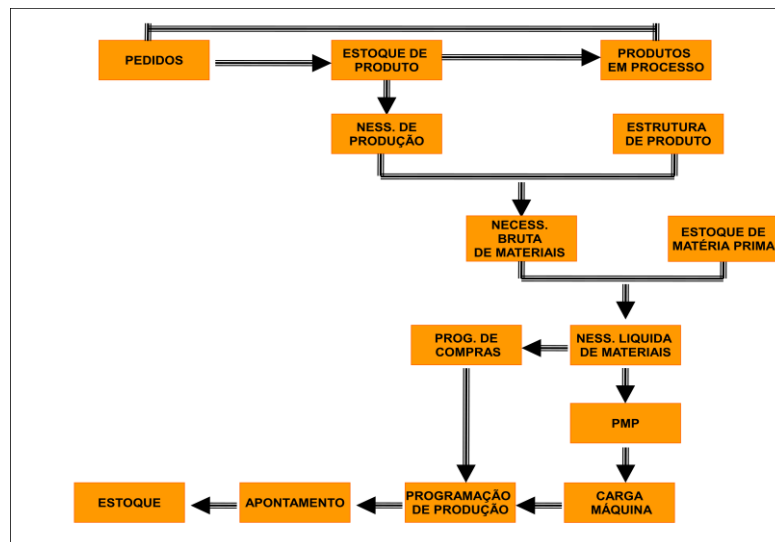 PEDIDOS
ESTOQUE DE
PRODUTO
PRODUTOS
EM PROCESSO
NESS. DE
PRODUÇÃO
ESTRUTURA
DE PRODUTO
NECESS.
BRUTA
DE MATERIAIS
ESTOQUE DE
MATÉRIA PRIMA
PROG. DE
COMPRAS
NESS. LIQUIDA
DE MATERIAIS
PMP
ESTOQUE
APONTAMENTO
PROGRAMAÇÃO
DE PRODUÇÃO
CARGA
MÁQUINA